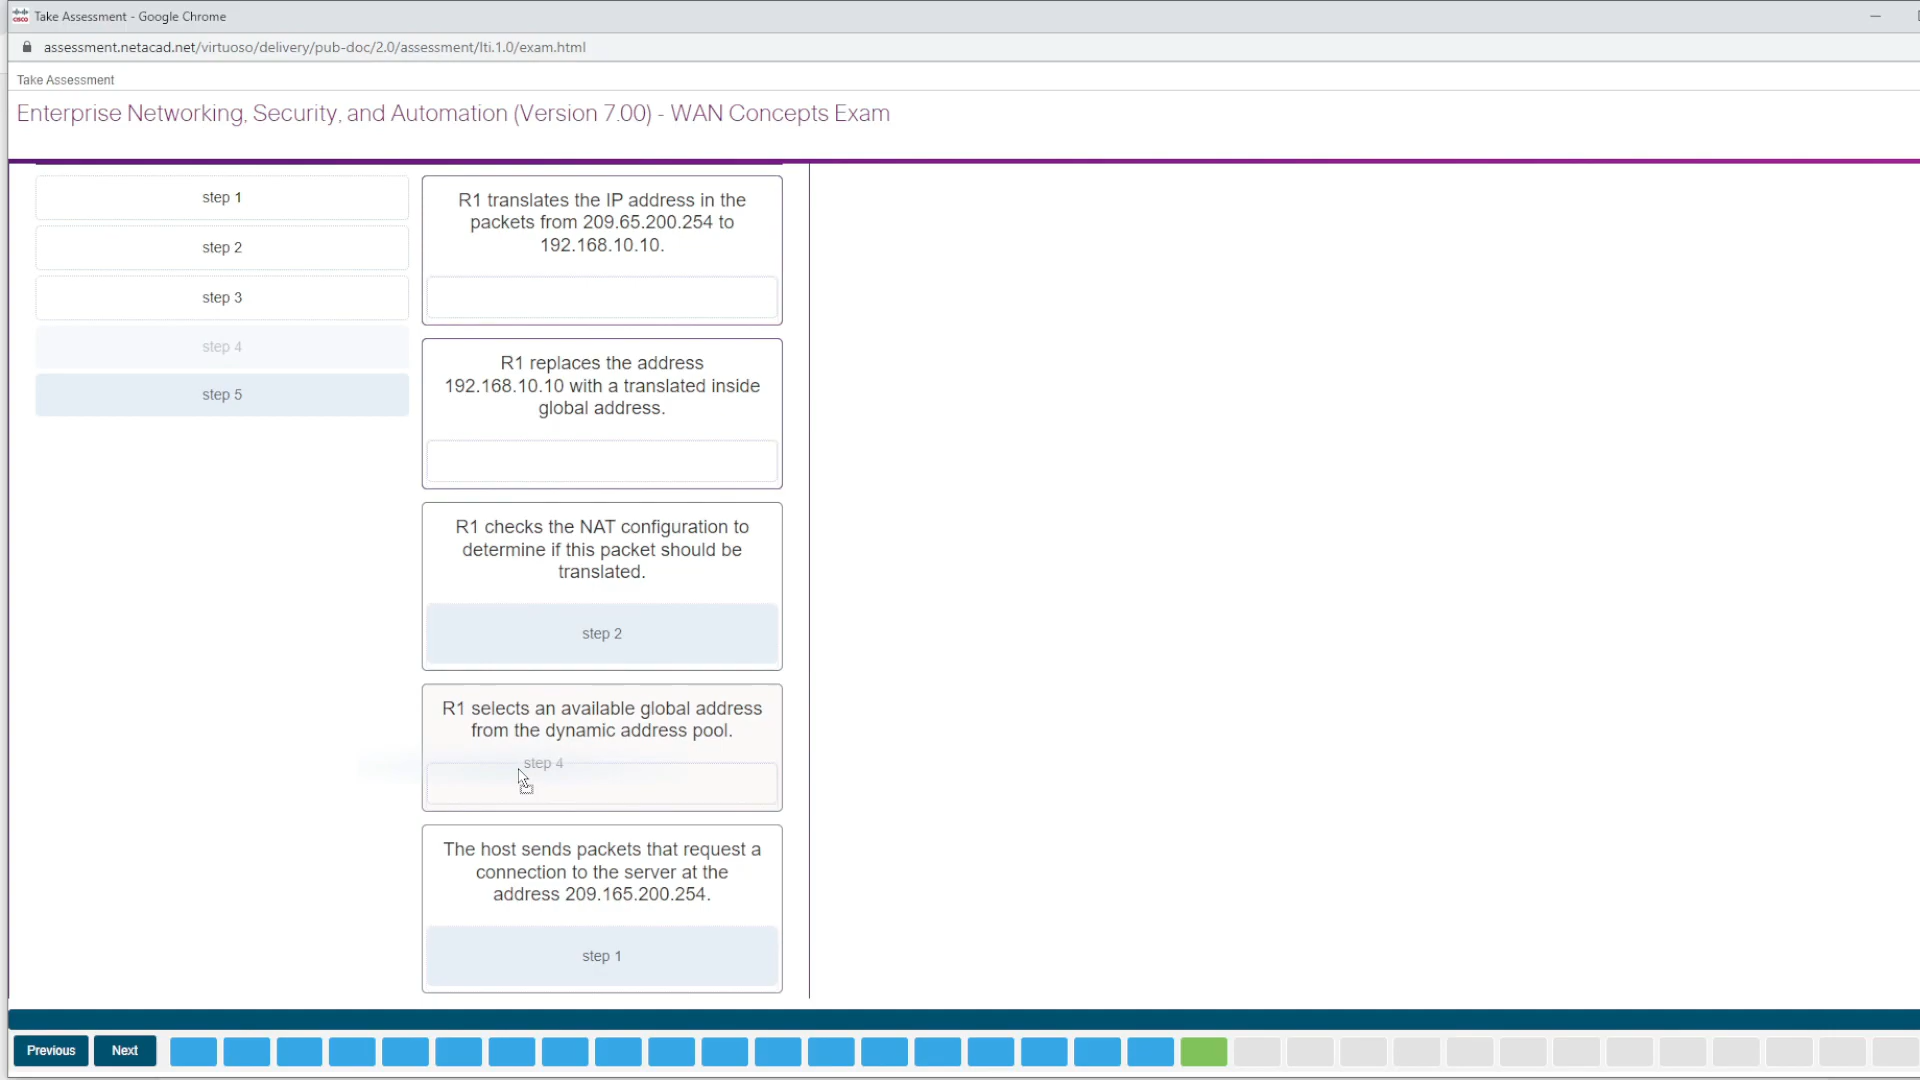 Take Assessment - Google Chrome
assessment.netacad.net/virtuoso/delivery/pub-doc/2.0/assessment/lti.1.0/exam.html
Take Assessment
Enterprise Networking, Security, and Automation (Version 7.00) - WAN Concepts Exam
step 1
step 2
step 3
step 4
step 5
R1 translates the IP address in the
packets from 209.65.200.254 to
192.168.10.10.
R1 replaces the address
192.168.10.10 with a translated inside
global address.
R1 checks the NAT configuration to
determine if this packet should be
translated.
step 2
R1 selects an available global address
from the dynamic address pool.
step 4
The host sends packets that request a
connection to the server at the
address 209.165.200.254.
step 1
Previous
Next